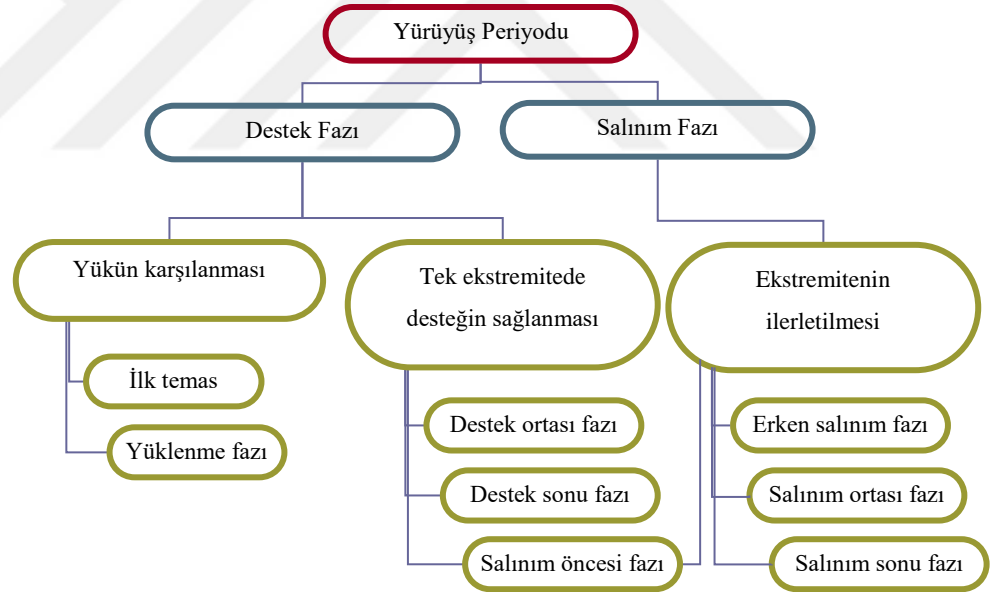 Yürüyüş Periyodu
Destek Fazı
Salınım Fazı
Yükün karşılanması
Tek ekstremitede
desteğin sağlanması
Ekstremitenin
ilerletilmesi
İlk temas
Yüklenme fazı
Destek ortası fazı
Destek sonu fazı
Salınım öncesi fazı
Erken salınım fazı
Salınım ortası fazı
Salınım sonu fazı